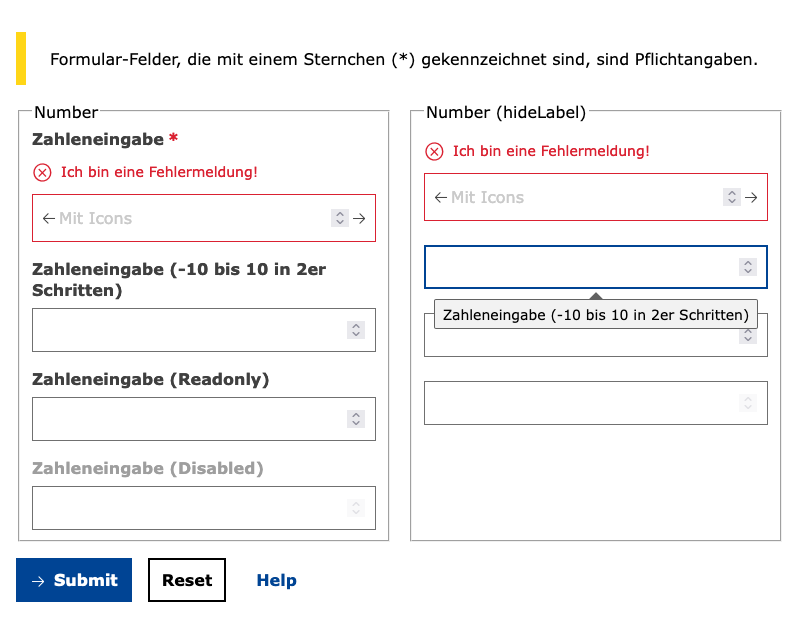 Formular-Felder, die mit einem Sternchen (*) gekennzeichnet sind, sind Pflichtangaben.
Number
Zahleneingabe *
Ich bin eine Fehlermeldung!
Mit Icons
Zahleneingabe (-10 bis 10 in 2er
Schritten)
Zahleneingabe (Readonly)
Zahleneingabe (Disabled)
Number (hideLabel)
Ich bin eine Fehlermeldung!
Mit Icons
Zahleneingabe (-10 bis 10 in 2er Schritten)
Submit
Reset
Help